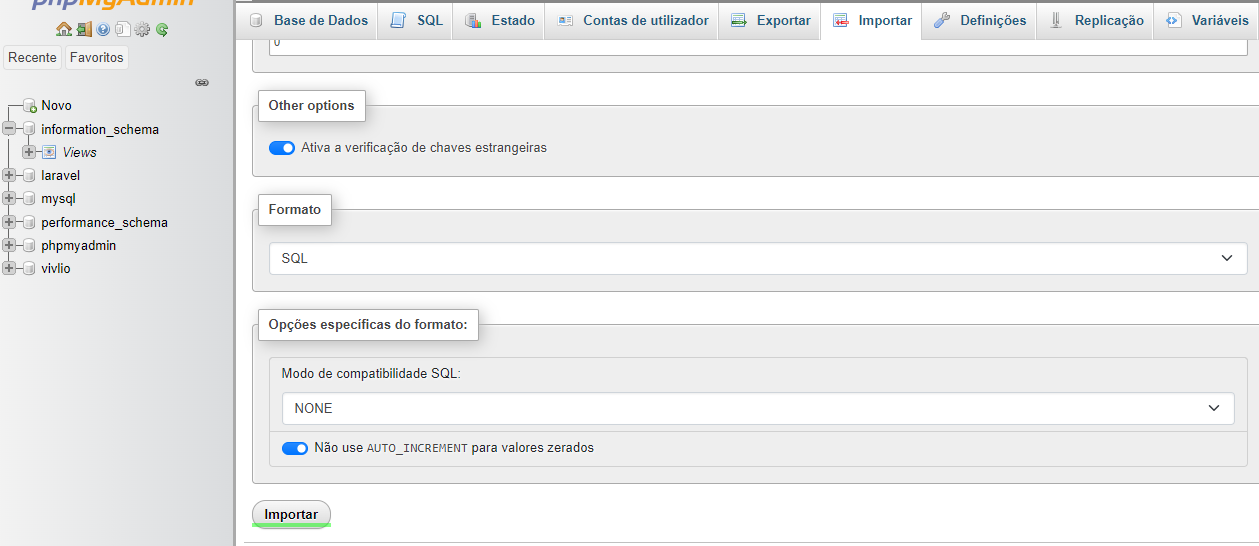 phpMyAdmin
Recente
Favoritos
Novo
information_schema
Views
laravel
mysql
performance_schema
phpmyadmin
vivlio
Base de Dados
SQL
Estado
Contas de utilizador
Exportar
Importar
Definições
Replicação
Variáveis
0
Other options
Ativa a verificação de chaves estrangeiras
Formato
SQL
Opções específicas do formato:
Modo de compatibilidade SQL:
NONE
Não use AUTO_INCREMENT para valores zerados
Importar